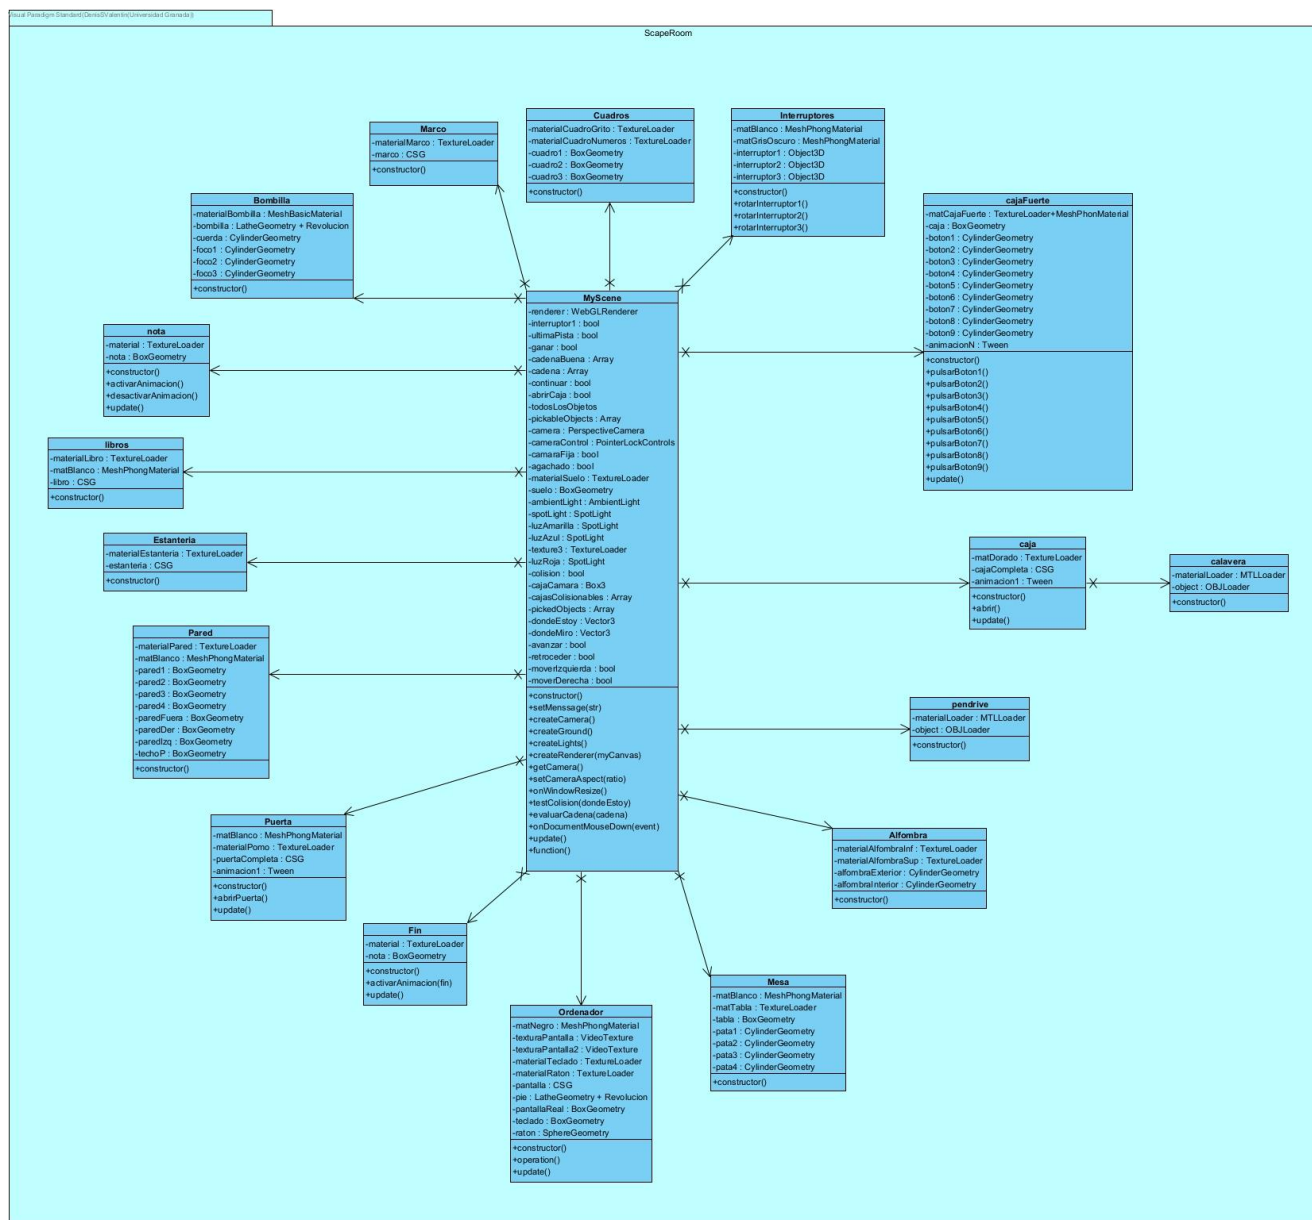 Visual Paradigm Standard(DenisSValentin(Universidad Granada))
ScapeRoom
Marco
-materialMarco : TextureLoader
-marco : CSG
+constructor()
Cuadros
-materialCuadroGrito : TextureLoader
-materialCuadroNumeros : TextureLoader
-cuadro1 : BoxGeometry
-cuadro2 : BoxGeometry
-cuadro3 : BoxGeometry
+constructor()
Interruptores
-matBlanco : MeshPhongMaterial
-matGrisOscuro : MeshPhongMaterial
-interruptor1 : Object3D
-interruptor2 : Object3D
-interruptor3 : Object3D
+constructor()
+rotarInterruptor1()
+rotarInterruptor2()
+rotarInterruptor3()
Bombilla
-materialBombilla : MeshBasicMaterial
-bombilla : LatheGeometry + Revolucion
-cuerda : CylinderGeometry
-foco1 : CylinderGeometry
-foco2 : CylinderGeometry
-foco3 : CylinderGeometry
+constructor()
cajaFuerte
-matCajaFuerte : TextureLoader+MeshPhonMaterial
-caja : BoxGeometry
-boton1 : CylinderGeometry
-boton2 : CylinderGeometry
-boton3 : CylinderGeometry
-boton4 : CylinderGeometry
-boton5 : CylinderGeometry
-boton6 : CylinderGeometry
-boton7 : CylinderGeometry
-boton8 : CylinderGeometry
-boton9 : CylinderGeometry
-animacionN : Tween
+constructor()
+pulsarBoton1()
+pulsarBoton2()
+pulsarBoton3()
+pulsarBoton4()
+pulsarBoton5()
+pulsarBoton6()
+pulsarBoton7()
+pulsarBoton8()
+pulsarBoton9()
+update()
MyScene
-renderer : WebGLRenderer
-interruptor1 : bool
-ultimaPista : bool
-ganar : bool
-cadenaBuena : Array
-cadena : Array
-continuar : bool
-abrirCaja : bool
-todosLosObjetos
-pickableObjects : Array
-camera : PerspectiveCamera
-cameraControl : PointerLockControls
-camaraFija : bool
-agachado : bool
-materialSuelo : TextureLoader
-suelo : BoxGeometry
-ambientLight : AmbientLight
-spotLight : SpotLight
-luzAmarilla : SpotLight
-luzAzul : SpotLight
-texture3 : TextureLoader
-luzRoja : SpotLight
-colision : bool
-cajaCamara : Box3
-cajasColisionables : Array
-pickedObjects : Array
-dondeEstoy : Vector3
-dondeMiro : Vector3
-avanzar : bool
-retroceder : bool
-moverIzquierda : bool
-moverDerecha : bool
+constructor()
+setMenssage(str)
+createCamera()
+createGround()
+createLights()
+createRenderer(myCanvas)
+getCamera()
+setCameraAspect(ratio)
+onWindowResize()
+testColision(dondeEstoy)
+evaluarCadena(cadena)
+onDocumentMouseDown(event)
+update()
+function()
nota
-material : TextureLoader
-nota : BoxGeometry
+constructor()
+activarAnimacion()
+desactivarAnimacion()
+update()
libros
-materialLibro : TextureLoader
-matBlanco : MeshPhongMaterial
-libro : CSG
+constructor()
Estanteria
-materialEstanteria : TextureLoader
-estanteria : CSG
+constructor()
caja
-matDorado : TextureLoader
-cajaCompleta : CSG
-animacion1 : Tween
+constructor()
+abrir()
+update()
calavera
-materialLoader : MTLLoader
-object : OBJLoader
+constructor()
Pared
-materialPared : TextureLoader
-matBlanco : MeshPhongMaterial
-pared1 : BoxGeometry
-pared2 : BoxGeometry
-pared3 : BoxGeometry
-pared4 : BoxGeometry
-paredFuera : BoxGeometry
-paredDer : BoxGeometry
-paredIzq : BoxGeometry
-techoP : BoxGeometry
+constructor()
pendrive
-materialLoader : MTLLoader
-object : OBJLoader
+constructor()
Puerta
-matBlanco : MeshPhongMaterial
-materialPomo : TextureLoader
-puertaCompleta : CSG
-animacion1 : Tween
+constructor()
+abrirPuerta()
+update()
Alfombra
-materialAlfombraInf : TextureLoader
-materialAlfombraSup : TextureLoader
-alfombraExterior : CylinderGeometry
-alfombraInterior : CylinderGeometry
+constructor()
Fin
-material : TextureLoader
-nota : BoxGeometry
+constructor()
+activarAnimacion(fin)
+update()
Mesa
-matBlanco : MeshPhongMaterial
-matTabla : TextureLoader
-tabla : BoxGeometry
-pata1 : CylinderGeometry
-pata2 : CylinderGeometry
-pata3 : CylinderGeometry
-pata4 : CylinderGeometry
+constructor()
Ordenador
-matNegro : MeshPhongMaterial
-texturaPantalla : VideoTexture
-texturaPantalla2 : VideoTexture
-materialTeclado : TextureLoader
-materialRaton : TextureLoader
-pantalla : CSG
-pie : LatheGeometry + Revolucion
-pantallaReal : BoxGeometry
-teclado : BoxGeometry
-raton : SphereGeometry
+constructor()
+operation()
+update()